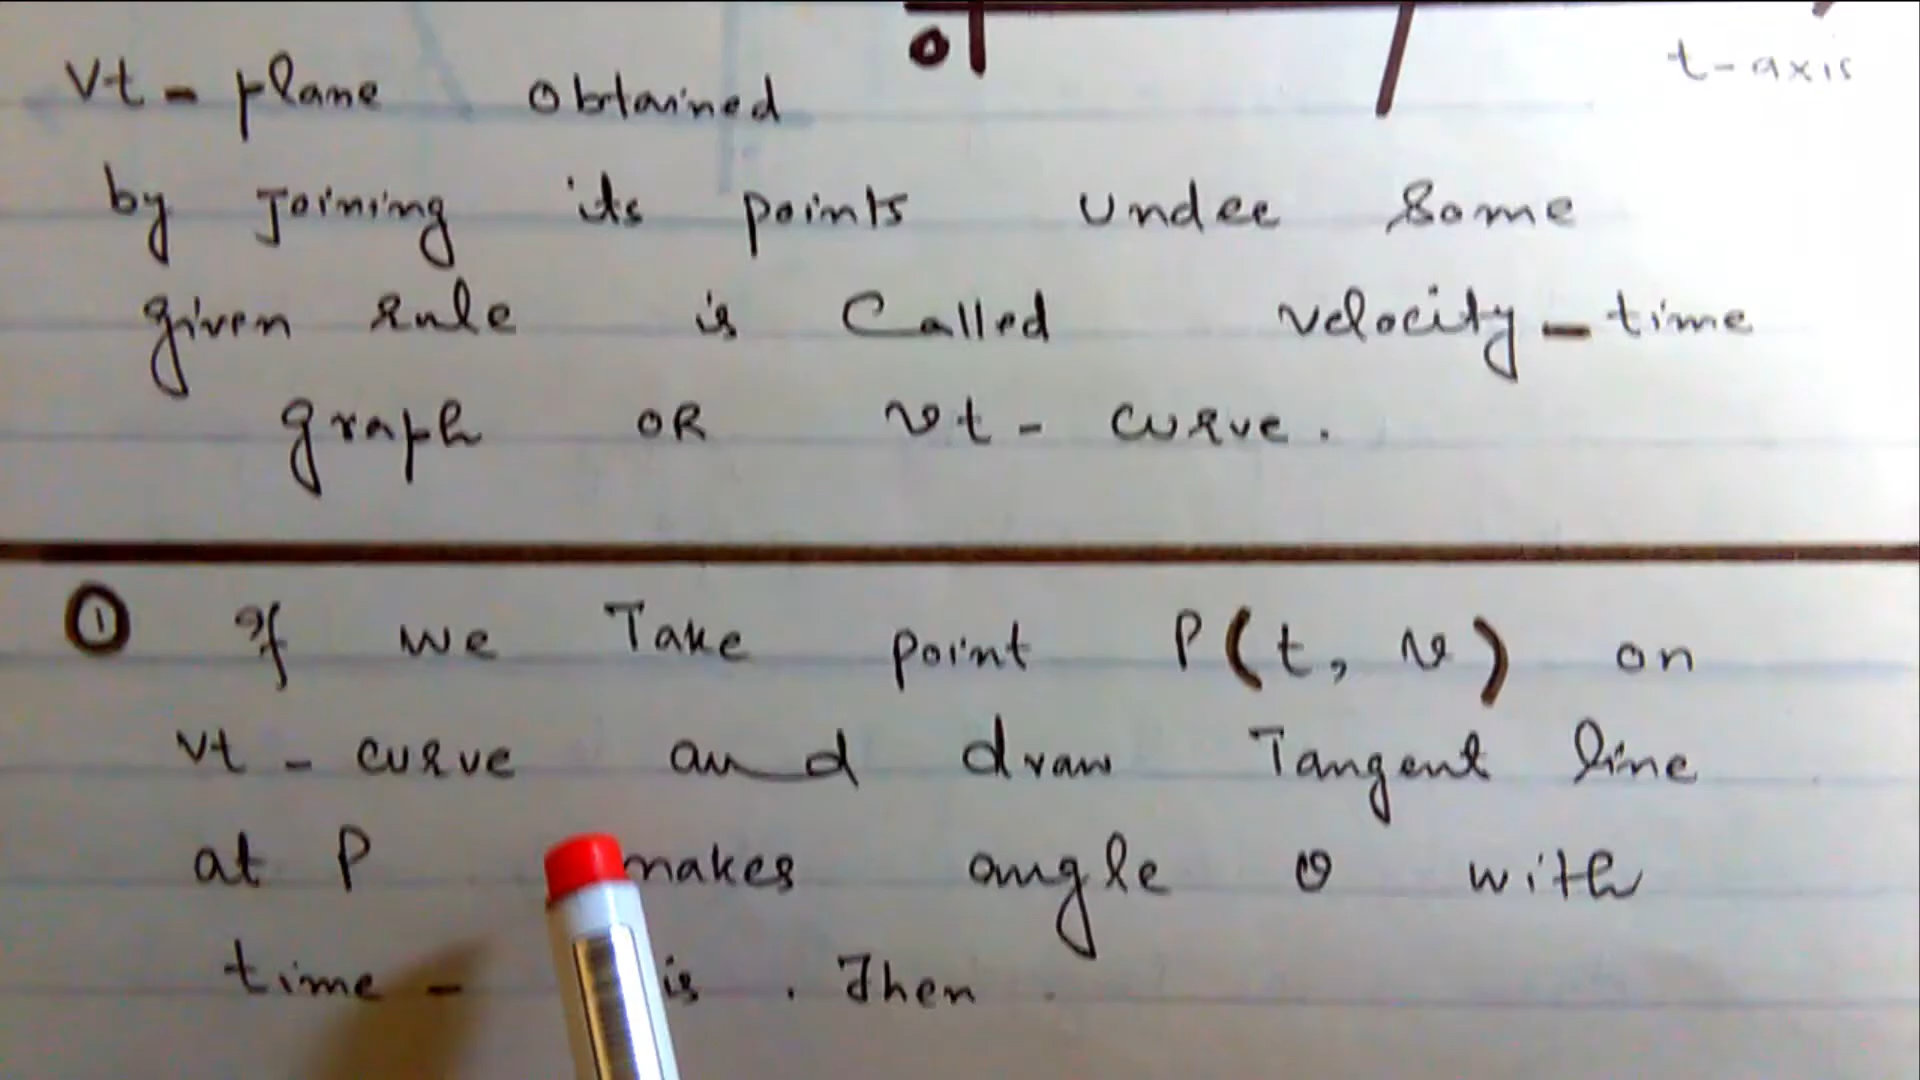 o
t-axis
vt-plane obtained
by Joining its points under some
given rule is Called velocity-time
graph OR vt-curve.
① If we Take point P(t, v) on
vt-curve and draw Tangent line
at P makes angle θ with
time- is. Then